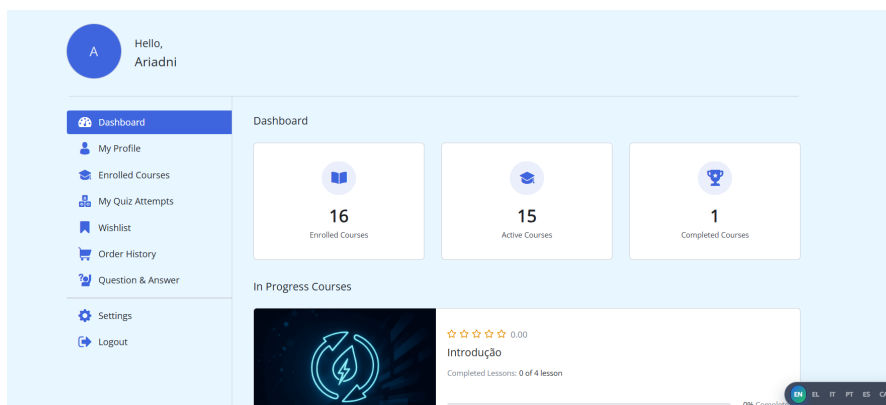 A
Hello,
Ariadni
Dashboard
My Profile
Enrolled Courses
My Quiz Attempts
Wishlist
Order History
Question & Answer
Settings
Logout
Dashboard
16
Enrolled Courses
15
Active Courses
1
Completed Courses
In Progress Courses
0.00
Introdução
Completed Lessons: 0 of 4 lesson
0% Complete
EN EL IT PT ES